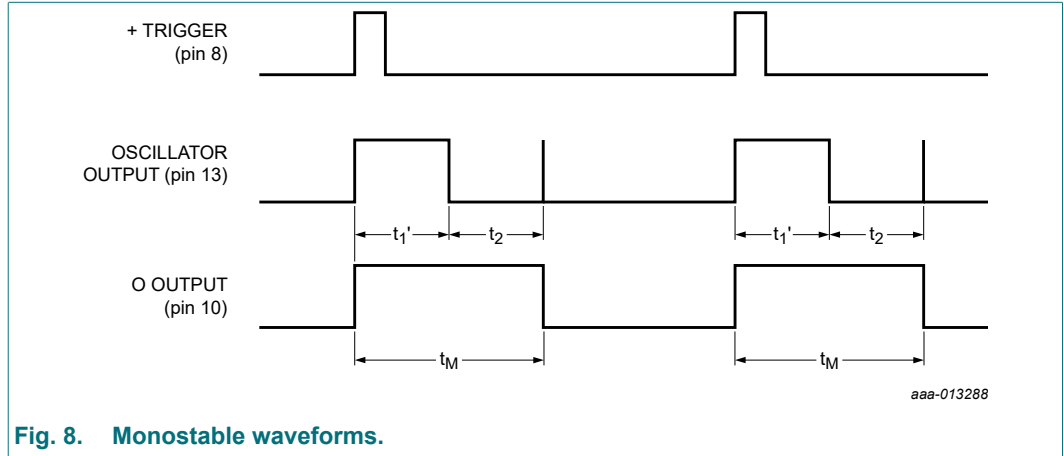 + TRIGGER
(pin 8)
OSCILLATOR
OUTPUT (pin 13)
t1' t2 t1' t2
O OUTPUT
(pin 10)
tM tM
aaa-013288
Fig. 8. Monostable waveforms.